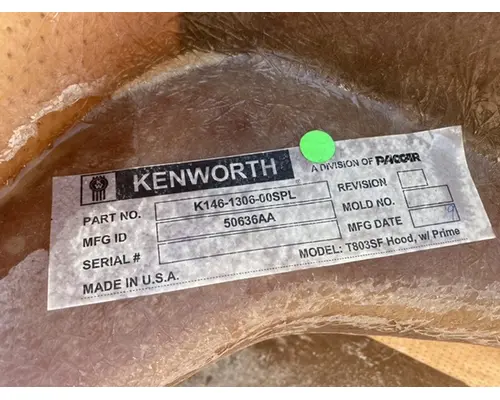 KENWORTH
A DIVISION OF PACCAR
PART NO. K146-1306-00SPL
REVISION
MFG ID 50636AA
MOLD NO.
SERIAL #
MFG DATE
MADE IN U.S.A.
MODEL: T803SF Hood, w/ Prime